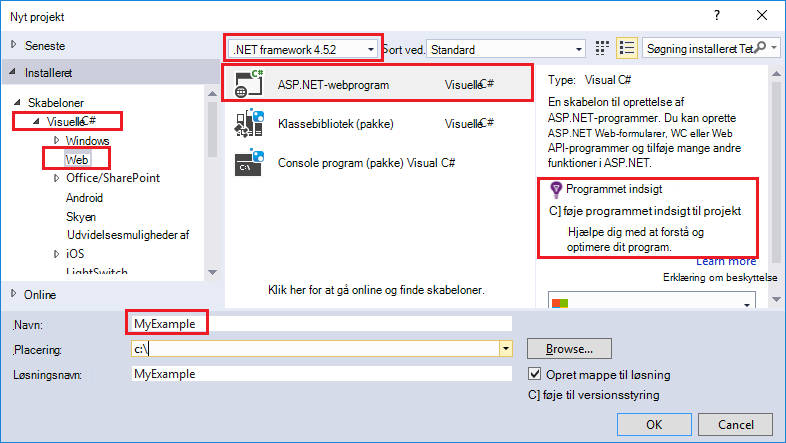 Nyt projekt
Seneste
.NET framework 4.5.2
Sort ved.
Standard
Søgning installeret Tet
Installeret
Skabeloner
Visuelle C#
Windows
Web
Office/SharePoint
Android
Skyen
Udvidelsesmuligheder af
iOS
LightSwitch
Online
ASP.NET-webprogram Visuelle C#
Klassebibliotek (pakke) Visuelle C#
Console program (pakke) Visual C#
Klik her for at gå online og finde skabeloner.
Type: Visual C#
En skabelon til oprettelse af
ASP.NET-programmer. Du kan oprette
ASP.NET Web-formularer, WC eller Web
API-programmer og tilføje mange andre
funktioner i ASP.NET.
Programmet indsigt
C] føje programmet indsigt til projekt
Hjælpe dig med at forstå og
optimere dit program.
Learn more
Erklæring om beskyttelse
Navn: MyExample
Placering: c:\
Browse...
Løsningsnavn: MyExample
Opret mappe til løsning
C] føje til versionsstyring
OK
Cancel